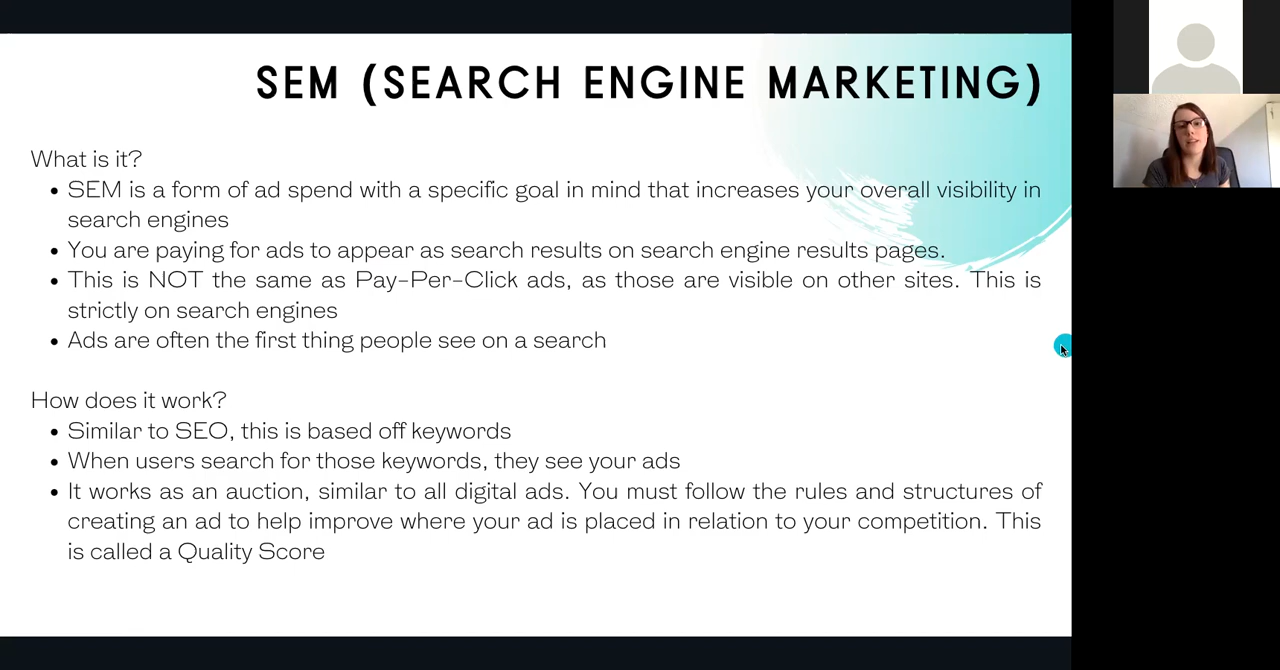 SEM (SEARCH ENGINE MARKETING)
What is it?
• SEM is a form of ad spend with a specific goal in mind that increases your overall visibility in
search engines
• You are paying for ads to appear as search results on search engine results pages.
• This is NOT the same as Pay-Per-Click ads, as those are visible on other sites. This is
strictly on search engines
• Ads are often the first thing people see on a search
How does it work?
• Similar to SEO, this is based off keywords
• When users search for those keywords, they see your ads
• It works as an auction, similar to all digital ads. You must follow the rules and structures of
creating an ad to help improve where your ad is placed in relation to your competition. This
is called a Quality Score